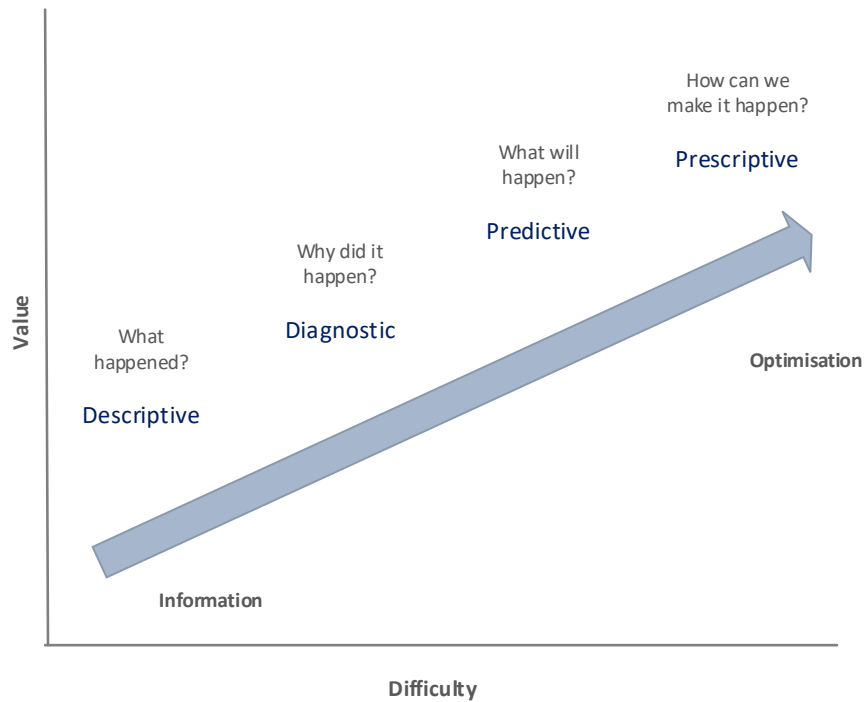 How can we
make it happen?
Prescriptive
What will
happen?
Predictive
Why did it
happen?
Diagnostic
What
happened?
Descriptive
Value
Optimisation
Information
Difficulty